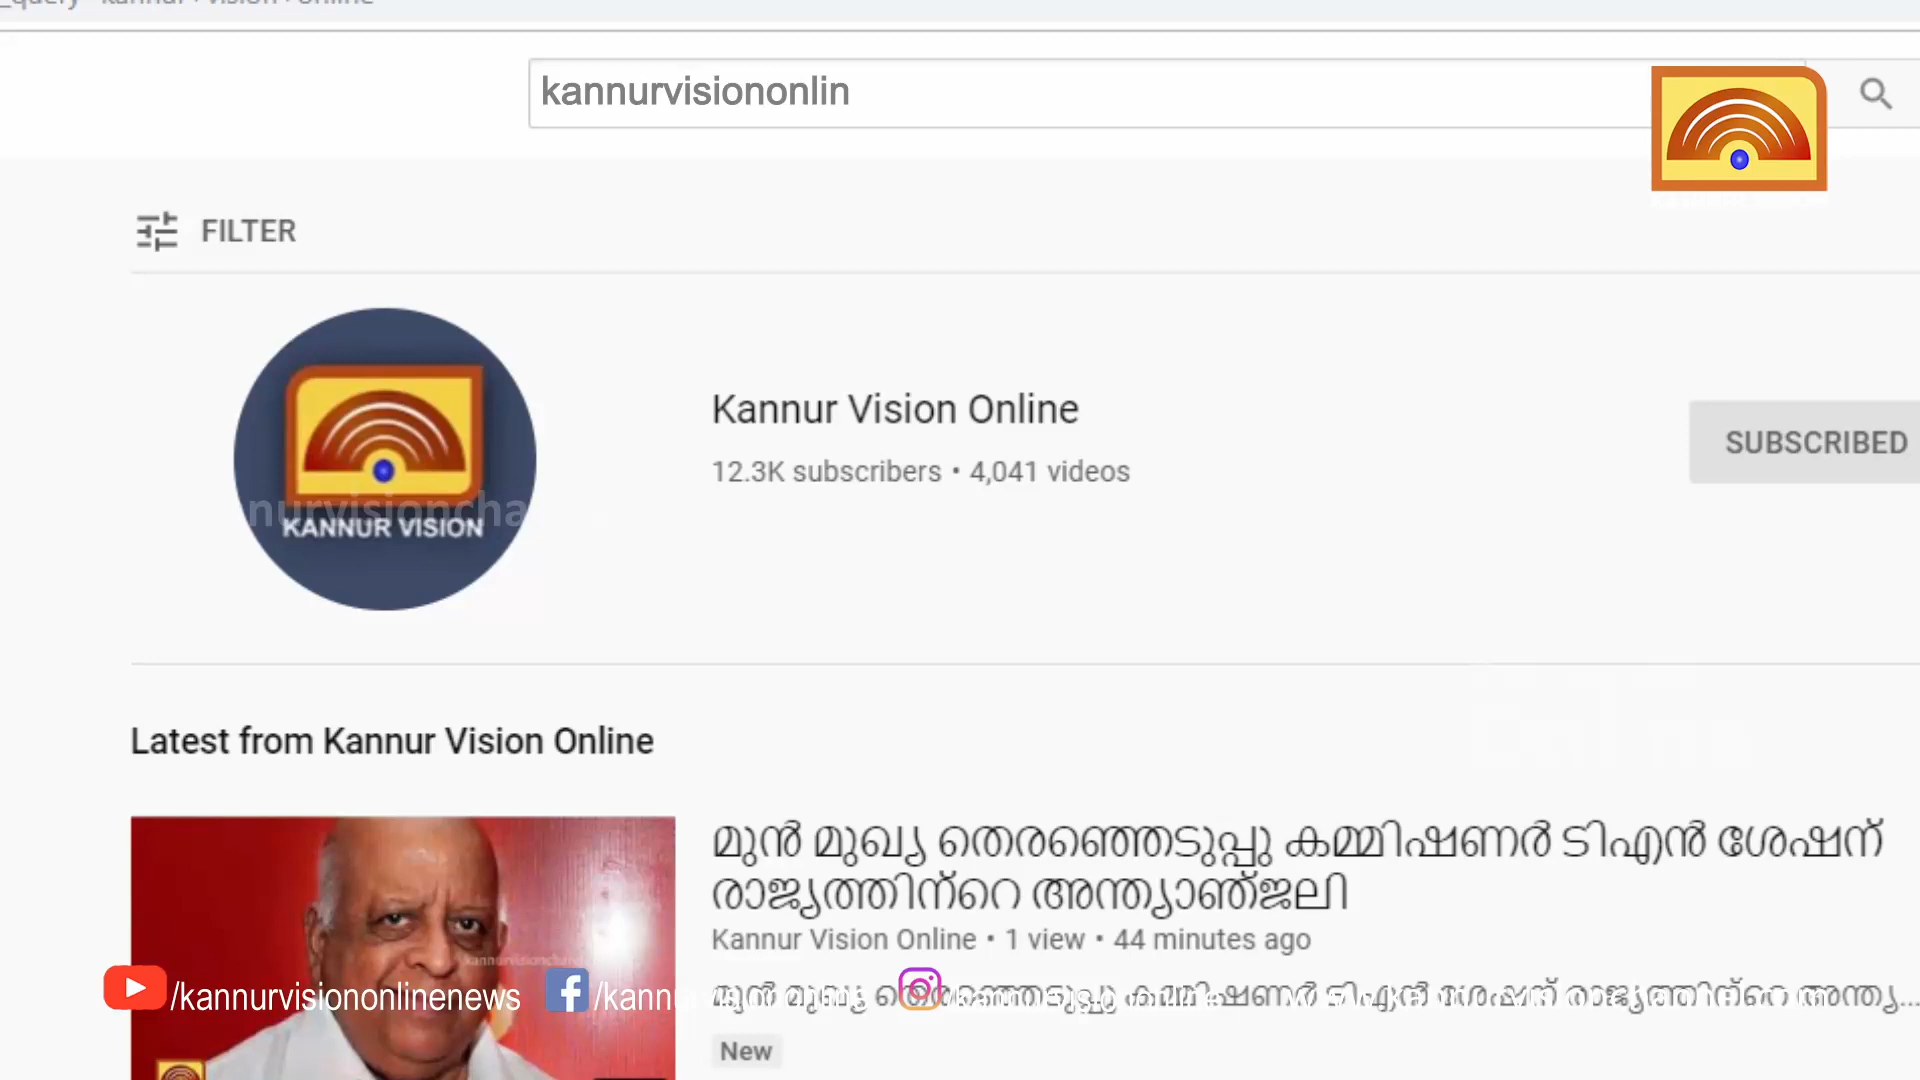 kannurvisiononlin
FILTER
Kannur Vision Online
12.3K subscribers • 4,041 videos
SUBSCRIBED
KANNUR VISION
Latest from Kannur Vision Online
മുൻ മുഖ്യ തെരഞ്ഞെടുപ്പു കമ്മിഷണർ ടിഎൻ ശേഷന്
രാജ്യത്തിന്റെ അന്ത്യാഞ്ജലി
Kannur Vision Online • 1 view • 44 minutes ago
/kannurvisiononlinenews
New